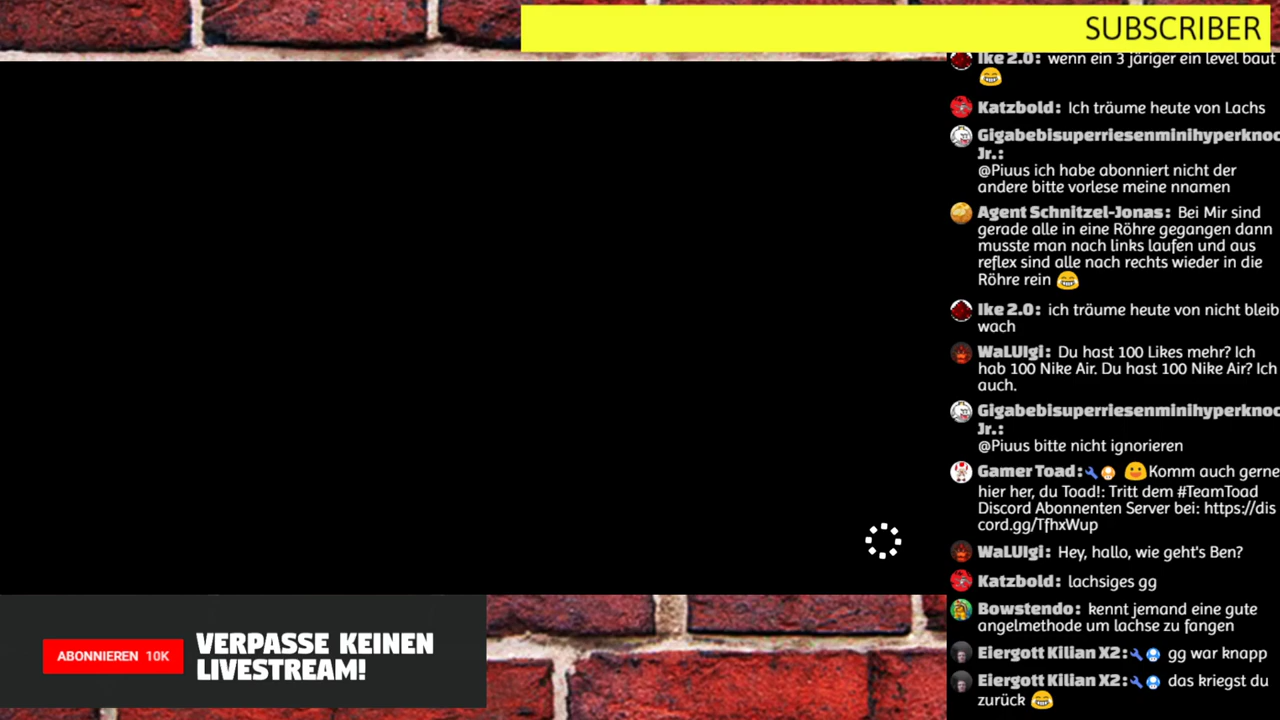 SUBSCRIBER
Ike 2.0: wenn ein 3 järiger ein level baut
Katzbold: Ich träume heute von Lachs
Gigabebisuperriesenminihyperknoc
Jr.:
@Piuus ich habe abonniert nicht der
andere bitte vorlese meine nnamen
Agent Schnitzel-Jonas: Bei Mir sind
gerade alle in eine Röhre gegangen dann
musste man nach links laufen und aus
reflex sind alle nach rechts wieder in die
Röhre rein 😂
Ike 2.0: ich träume heute von nicht bleib
wach
WaLUIgi: Du hast 100 Likes mehr? Ich
hab 100 Nike Air. Du hast 100 Nike Air? Ich
auch.
Gigabebisuperriesenminihyperknoc
Jr.:
@Piuus bitte nicht ignorieren
Gamer Toad: Komm auch gerne
hier her, du Toad!: Tritt dem #TeamToad
Discord Abonnenten Server bei: https://dis
cord.gg/TfhxWup
WaLUIgi: Hey, hallo, wie geht's Ben?
Katzbold: lachsiges gg
Bowstendo: kennt jemand eine gute
angelmethode um lachse zu fangen
Eiergott Kilian X2: gg war knapp
Eiergott Kilian X2: das kriegst du
zurück 😂
ABONNIEREN 10K
VERPASSE KEINEN
LIVESTREAM!